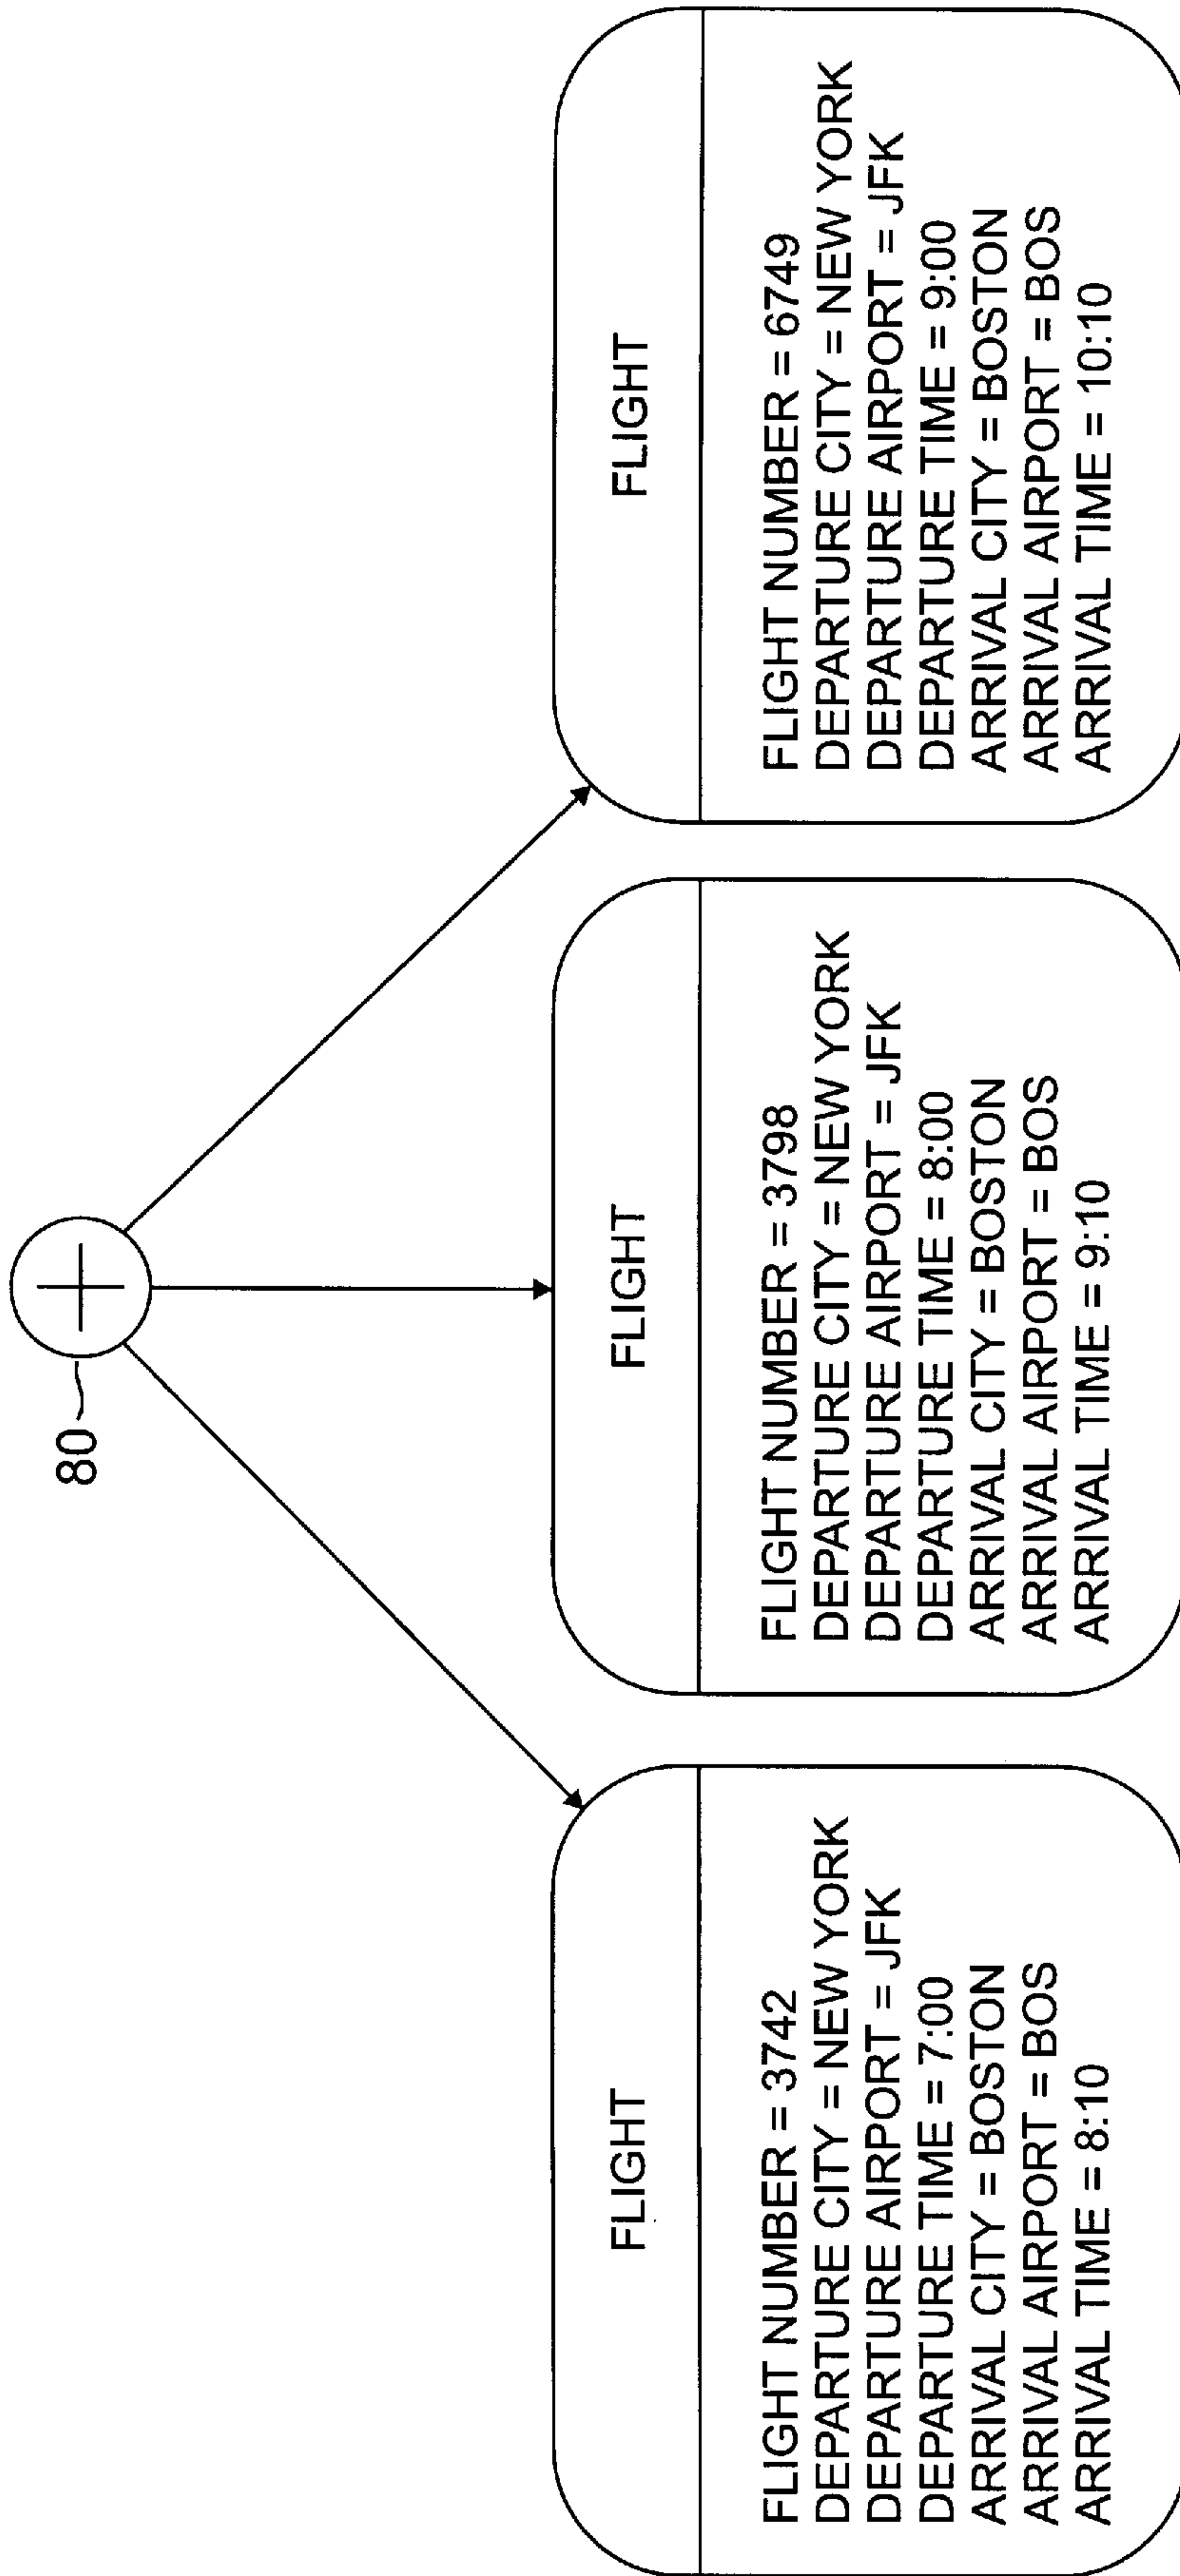 80
FLIGHT
FLIGHT NUMBER = 3742
DEPARTURE CITY = NEW YORK
DEPARTURE AIRPORT = JFK
DEPARTURE TIME = 7:00
ARRIVAL CITY = BOSTON
ARRIVAL AIRPORT = BOS
ARRIVAL TIME = 8:10
FLIGHT
FLIGHT NUMBER = 3798
DEPARTURE CITY = NEW YORK
DEPARTURE AIRPORT = JFK
DEPARTURE TIME = 8:00
ARRIVAL CITY = BOSTON
ARRIVAL AIRPORT = BOS
ARRIVAL TIME = 9:10
FLIGHT
FLIGHT NUMBER = 6749
DEPARTURE CITY = NEW YORK
DEPARTURE AIRPORT = JFK
DEPARTURE TIME = 9:00
ARRIVAL CITY = BOSTON
ARRIVAL AIRPORT = BOS
ARRIVAL TIME = 10:10